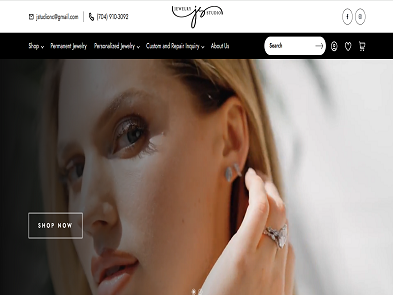 jstudionc@gmail.com
(704) 910-3092
JEWELRY JS STUDIO
Shop
Permanent Jewelry
Personalized Jewelry
Custom and Repair Inquiry
About Us
Search
SHOP NOW